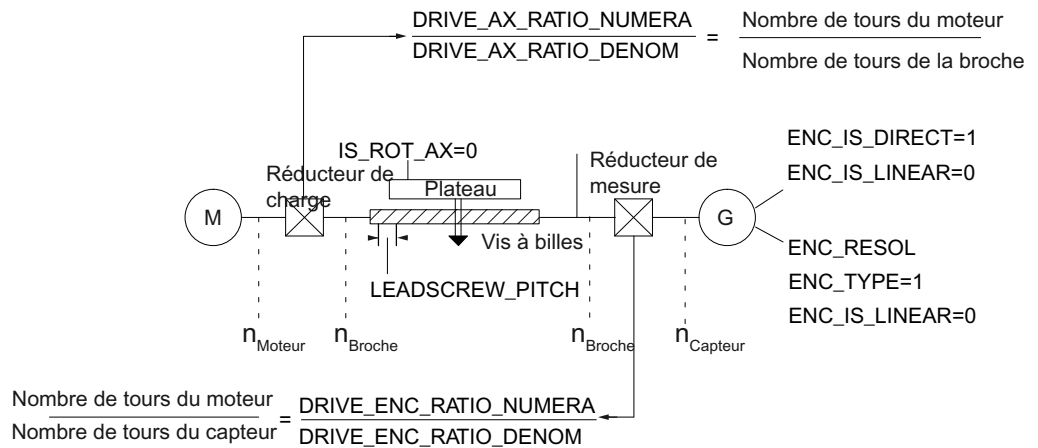 DRIVE_AX_RATIO_NUMERA
DRIVE_AX_RATIO_DENOM
=
Nombre de tours du moteur
Nombre de tours de la broche
IS_ROT_AX=0
Réducteur de
charge
Plateau
Réducteur de
mesure
ENC_IS_DIRECT=1
ENC_IS_LINEAR=0
M
G
Vis à billes
LEADSCREW_PITCH
ENC_RESOL
ENC_TYPE=1
ENC_IS_LINEAR=0
nMoteur
nBroche
nBroche
nCapteur
Nombre de tours du moteur
Nombre de tours du capteur
=
DRIVE_ENC_RATIO_NUMERA
DRIVE_ENC_RATIO_DENOM